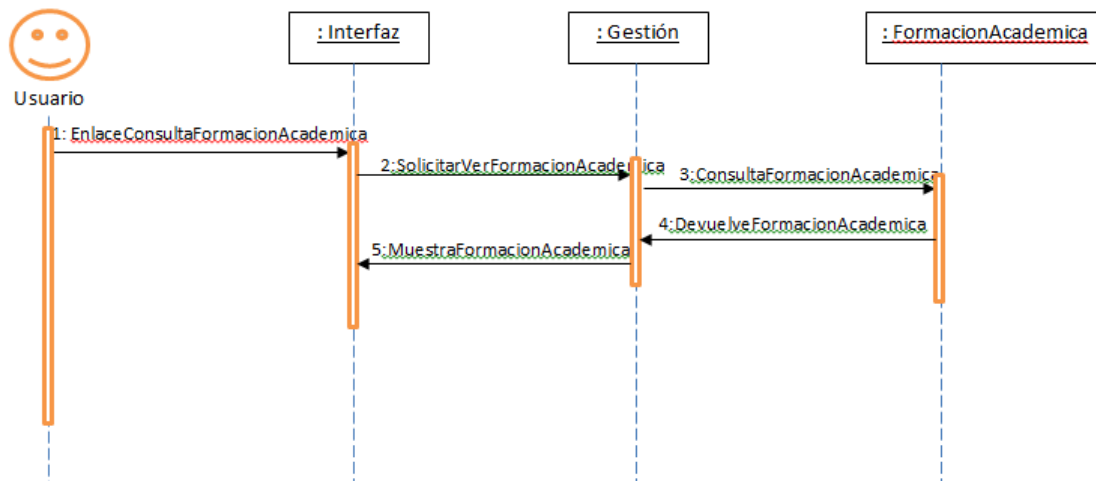 : Interfaz
: Gestión
: FormacionAcademica
Usuario
1: EnlaceConsultaFormacionAcademica
2:SolicitarVerFormacionAcademica
3:ConsultaFormacionAcademica
4:DevuelveFormacionAcademica
5:MuestraFormacionAcademica